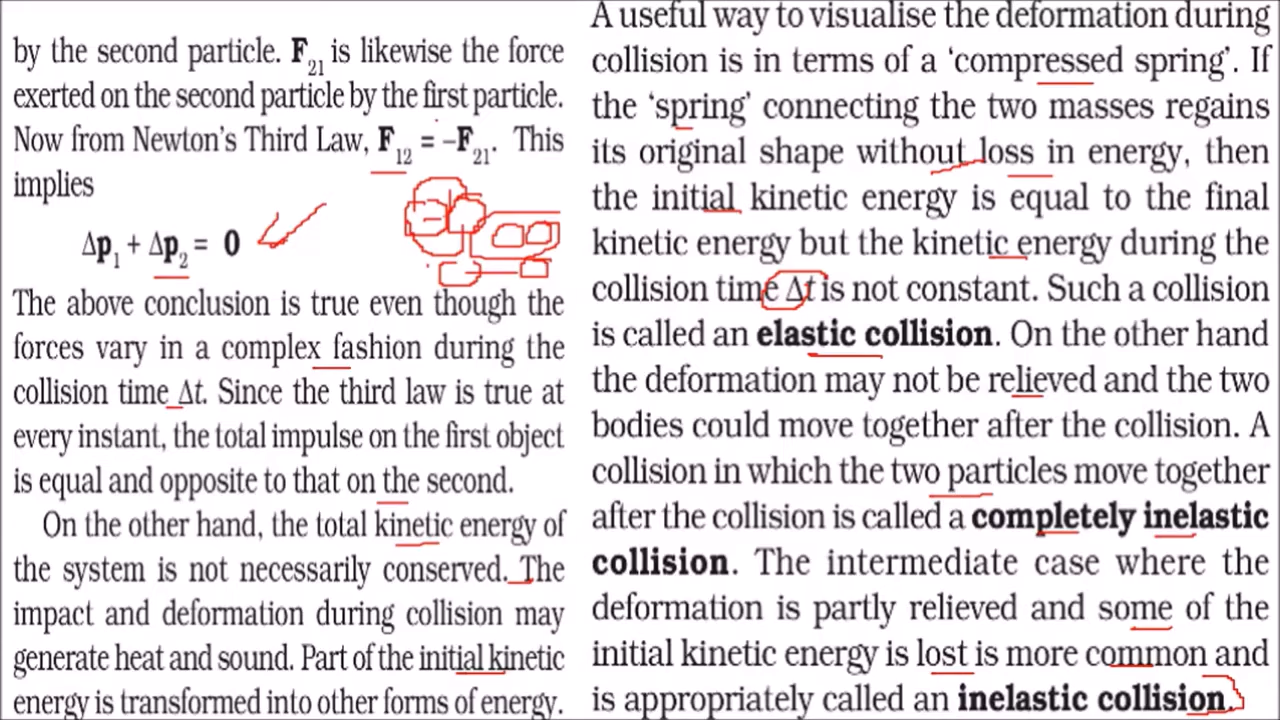 by the second particle. F21 is likewise the force
exerted on the second particle by the first particle.
Now from Newton's Third Law, F12 = −F21. This
implies
Δp1 + Δp2 = 0
The above conclusion is true even though the
forces vary in a complex fashion during the
collision time Δt. Since the third law is true at
every instant, the total impulse on the first object
is equal and opposite to that on the second.
On the other hand, the total kinetic energy of
the system is not necessarily conserved. The
impact and deformation during collision may
generate heat and sound. Part of the initial kinetic
energy is transformed into other forms of energy.
A useful way to visualise the deformation during
collision is in terms of a 'compressed spring'. If
the 'spring' connecting the two masses regains
its original shape without loss in energy, then
the initial kinetic energy is equal to the final
kinetic energy but the kinetic energy during the
collision time Δt is not constant. Such a collision
is called an elastic collision. On the other hand
the deformation may not be relieved and the two
bodies could move together after the collision. A
collision in which the two particles move together
after the collision is called a completely inelastic
collision. The intermediate case where the
deformation is partly relieved and some of the
initial kinetic energy is lost is more common and
is appropriately called an inelastic collision.